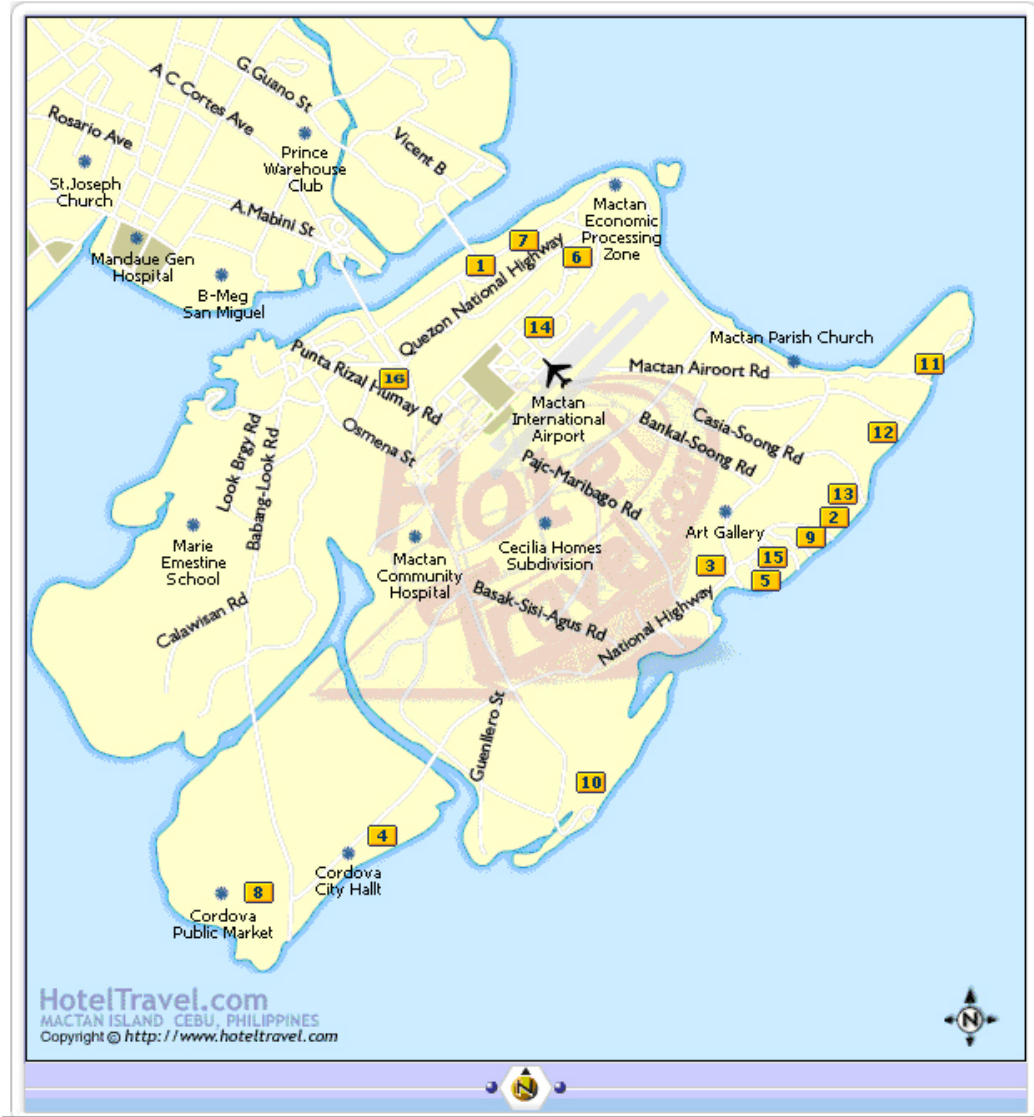 G.Guano St
A C Cortes Ave
Rosario Ave
Vicent B
Prince
Warehouse
Club
St.Joseph
Church
A.Mabini St
Mactan
Economic
Processing
Zone
Mandaue Gen
Hospital
B-Meg
San Miguel
7
1
6
Quezon National Highway
14
Mactan Parish Church
Punta Rizal Humay Rd
16
Mactan Airoort Rd
11
Mactan
International
Airport
Osmena St
Casia-Soong Rd
Bankal-Soong Rd
12
Look Brgy Rd
Babang-Look Rd
Pajc-Maribago Rd
Hotel
Travel
.com
13
2
Art Gallery
9
Marie
Ernestine
School
Mactan
Community
Hospital
Cecilia Homes
Subdivision
3
15
5
Basak-Sisi-Agus Rd
Calawisan Rd
National Highway
Guenllero St
10
4
Cordova
City Hallt
8
Cordova
Public Market
HotelTravel.com
MACTAN ISLAND CEBU, PHILIPPINES
Copyright © http://www.hoteltravel.com
N
N